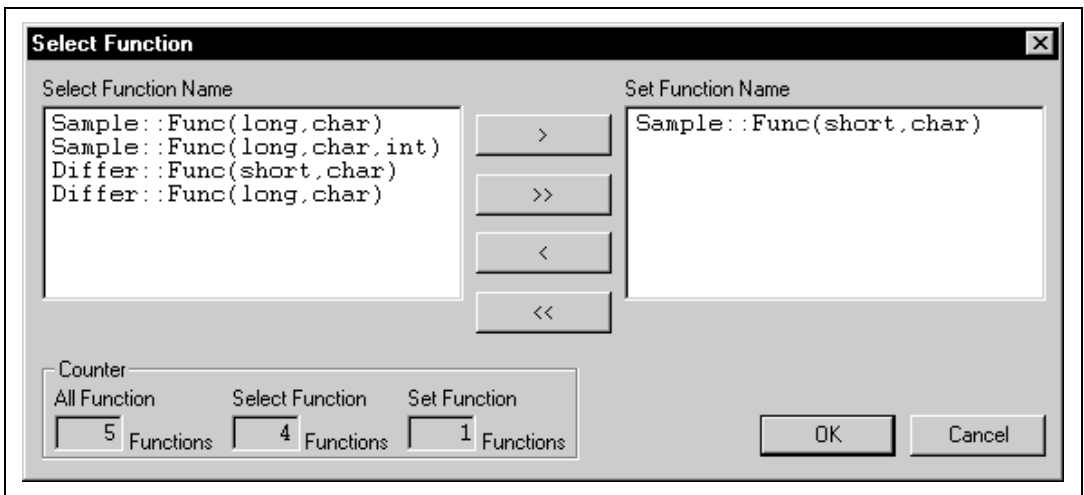 Select Function
Select Function Name
Sample::Func(long,char)
Sample::Func(long,char,int)
Differ::Func(short,char)
Differ::Func(long,char)
>
>>
<
<<
Set Function Name
Sample::Func(short,char)
Counter
All Function
5 Functions
Select Function
4 Functions
Set Function
1 Functions
OK
Cancel